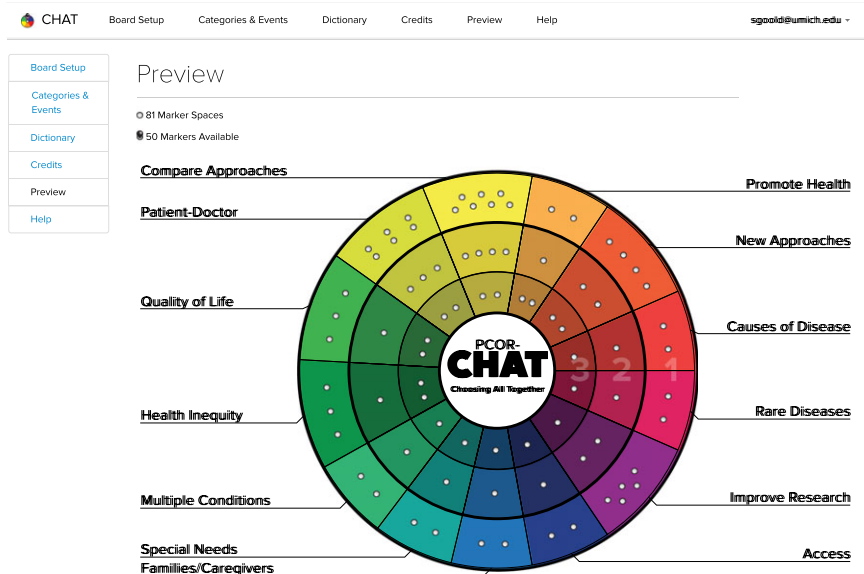 CHAT Board Setup Categories & Events Dictionary Credits Preview Help sgoold@umich.edu
Board Setup
Categories &
Events
Dictionary
Credits
Preview
Help
Preview
81 Marker Spaces
50 Markers Available
Compare Approaches
Promote Health
Patient-Doctor
New Approaches
Quality of Life
Causes of Disease
PCOR-
CHAT
Choosing All Together
3 2 1
Health Inequity
Rare Diseases
Multiple Conditions
Improve Research
Special Needs
Access
Families/Caregivers